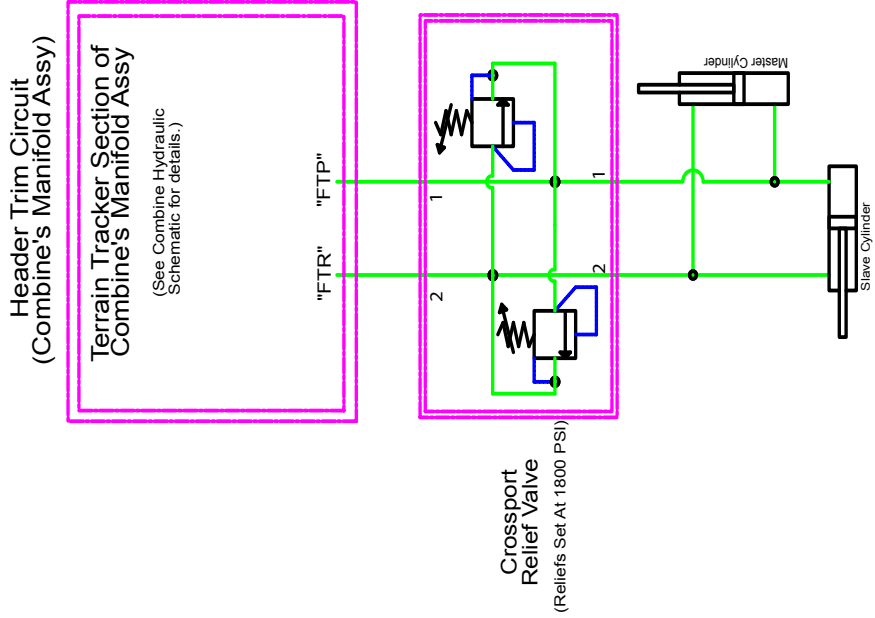 Header Trim Circuit
(Combine's Manifold Assy)
Terrain Tracker Section of
Combine's Manifold Assy
(See Combine Hydraulic
Schematic for details.)
"FTR"
"FTP"
2
1
2
1
Crossport
Relief Valve
(Reliefs Set At 1800 PSI)
Master Cylinder
Slave Cylinder